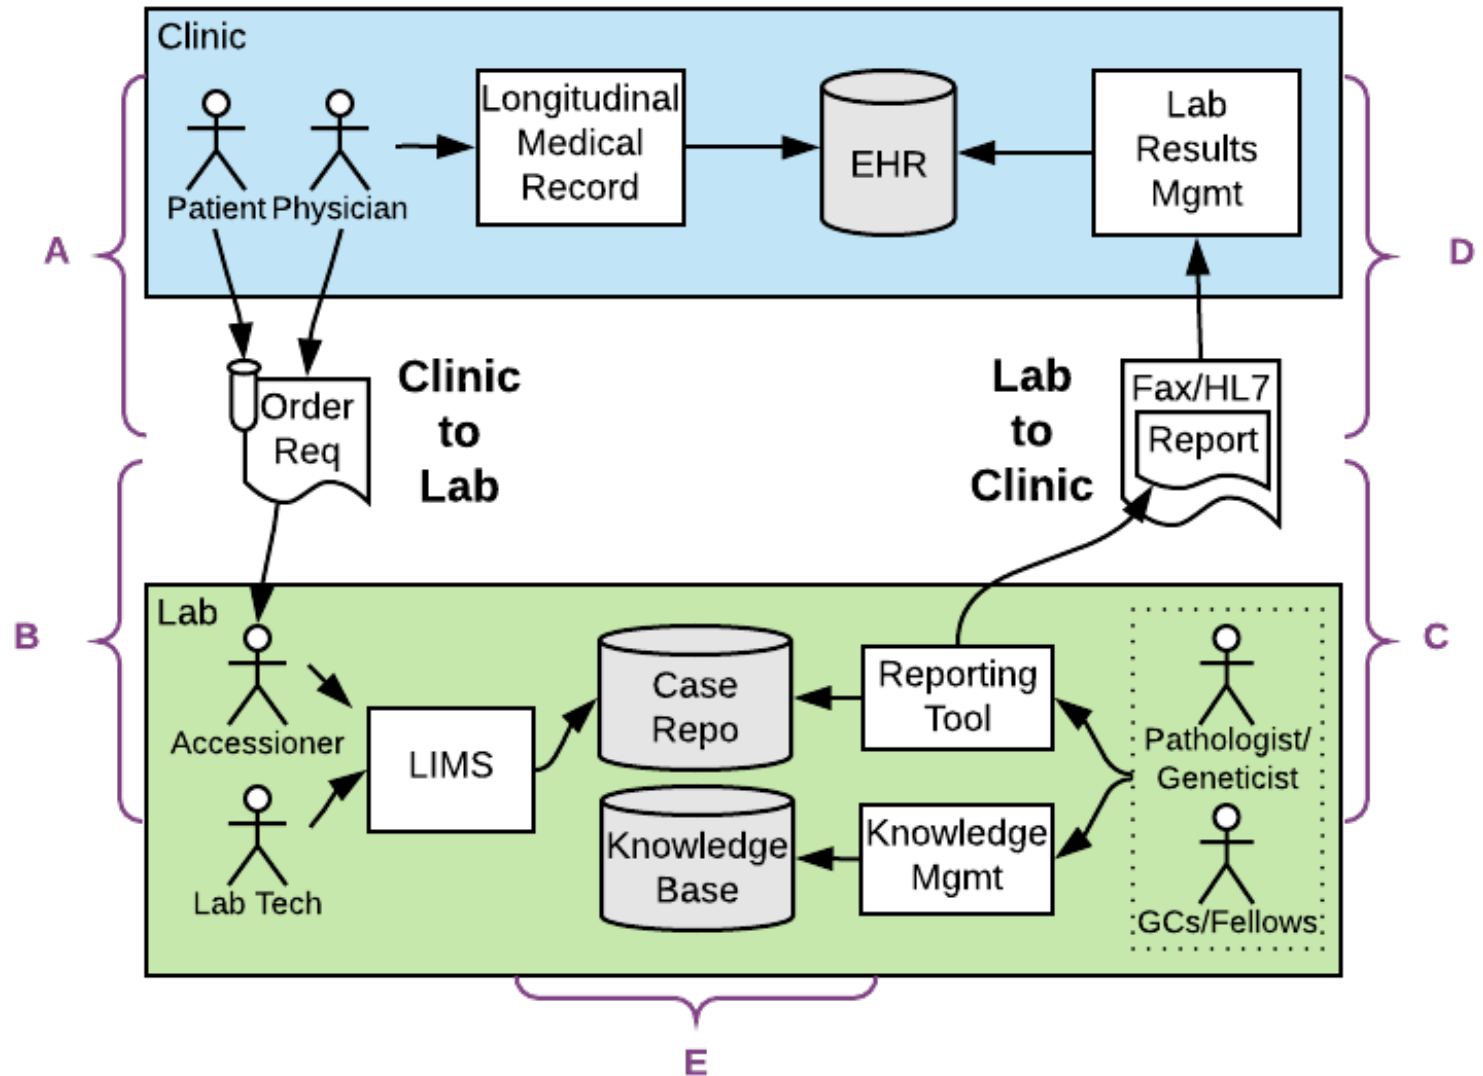 Clinic
Patient
Physician
Longitudinal
Medical
Record
EHR
Lab
Results
Mgmt
A
D
Order
Req
Clinic
to
Lab
Lab
to
Clinic
Fax/HL7
Report
B
C
Lab
Accessioner
Lab Tech
LIMS
Case
Repo
Knowledge
Base
Reporting
Tool
Knowledge
Mgmt
Pathologist/
Geneticist
GCs/Fellows
E